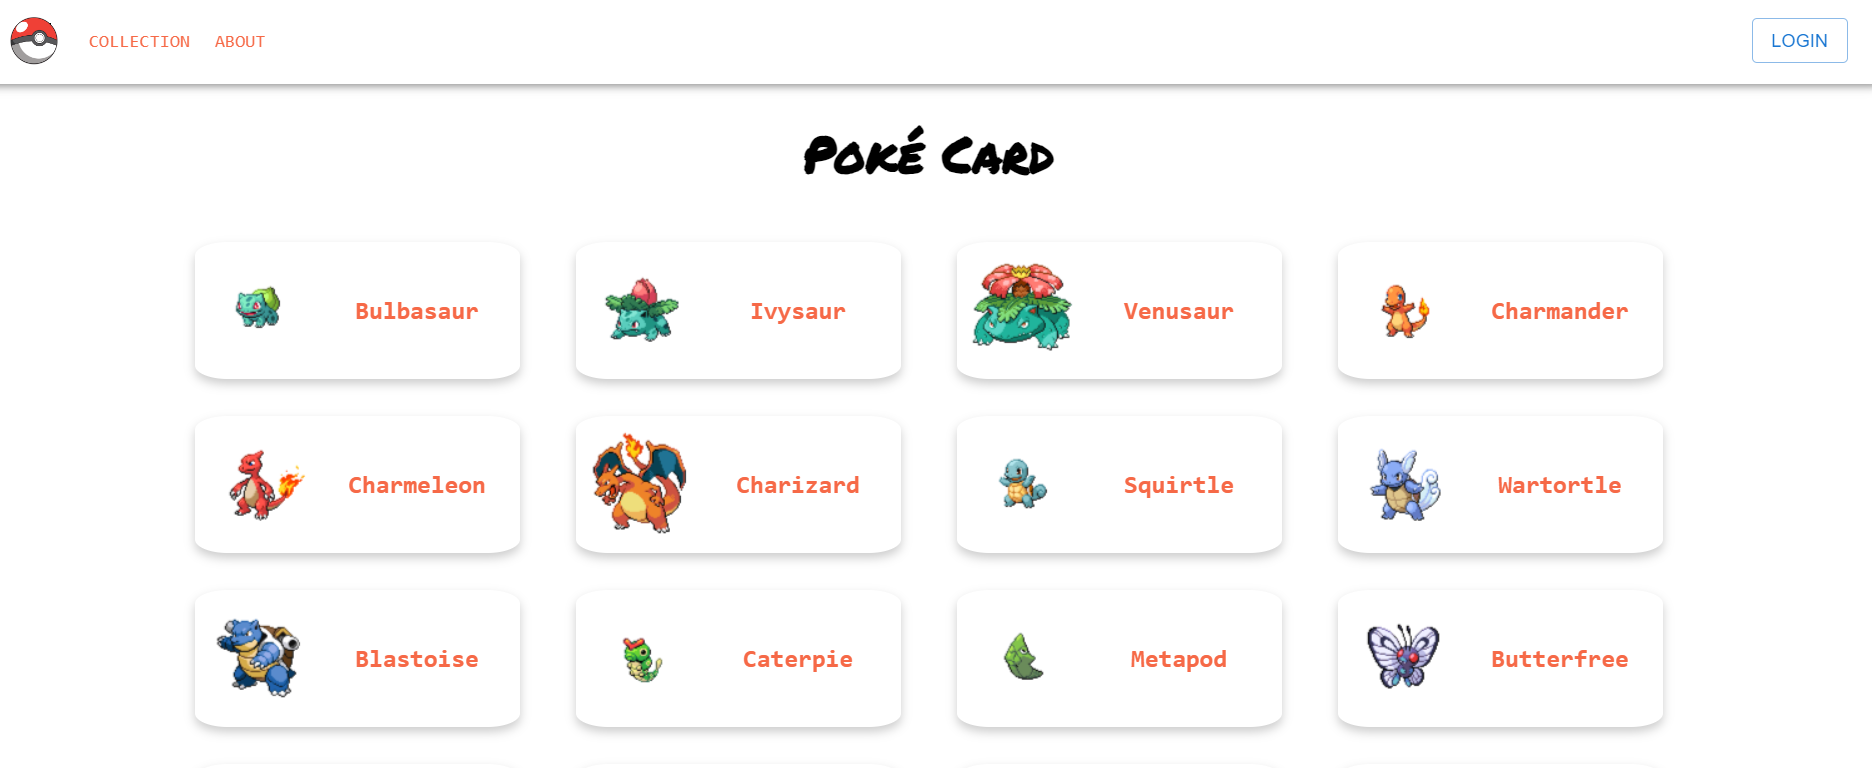 COLLECTION ABOUT LOGIN
Poké Card
Bulbasaur Ivysaur Venusaur Charmander
Charmeleon Charizard Squirtle Wartortle
Blastoise Caterpie Metapod Butterfree